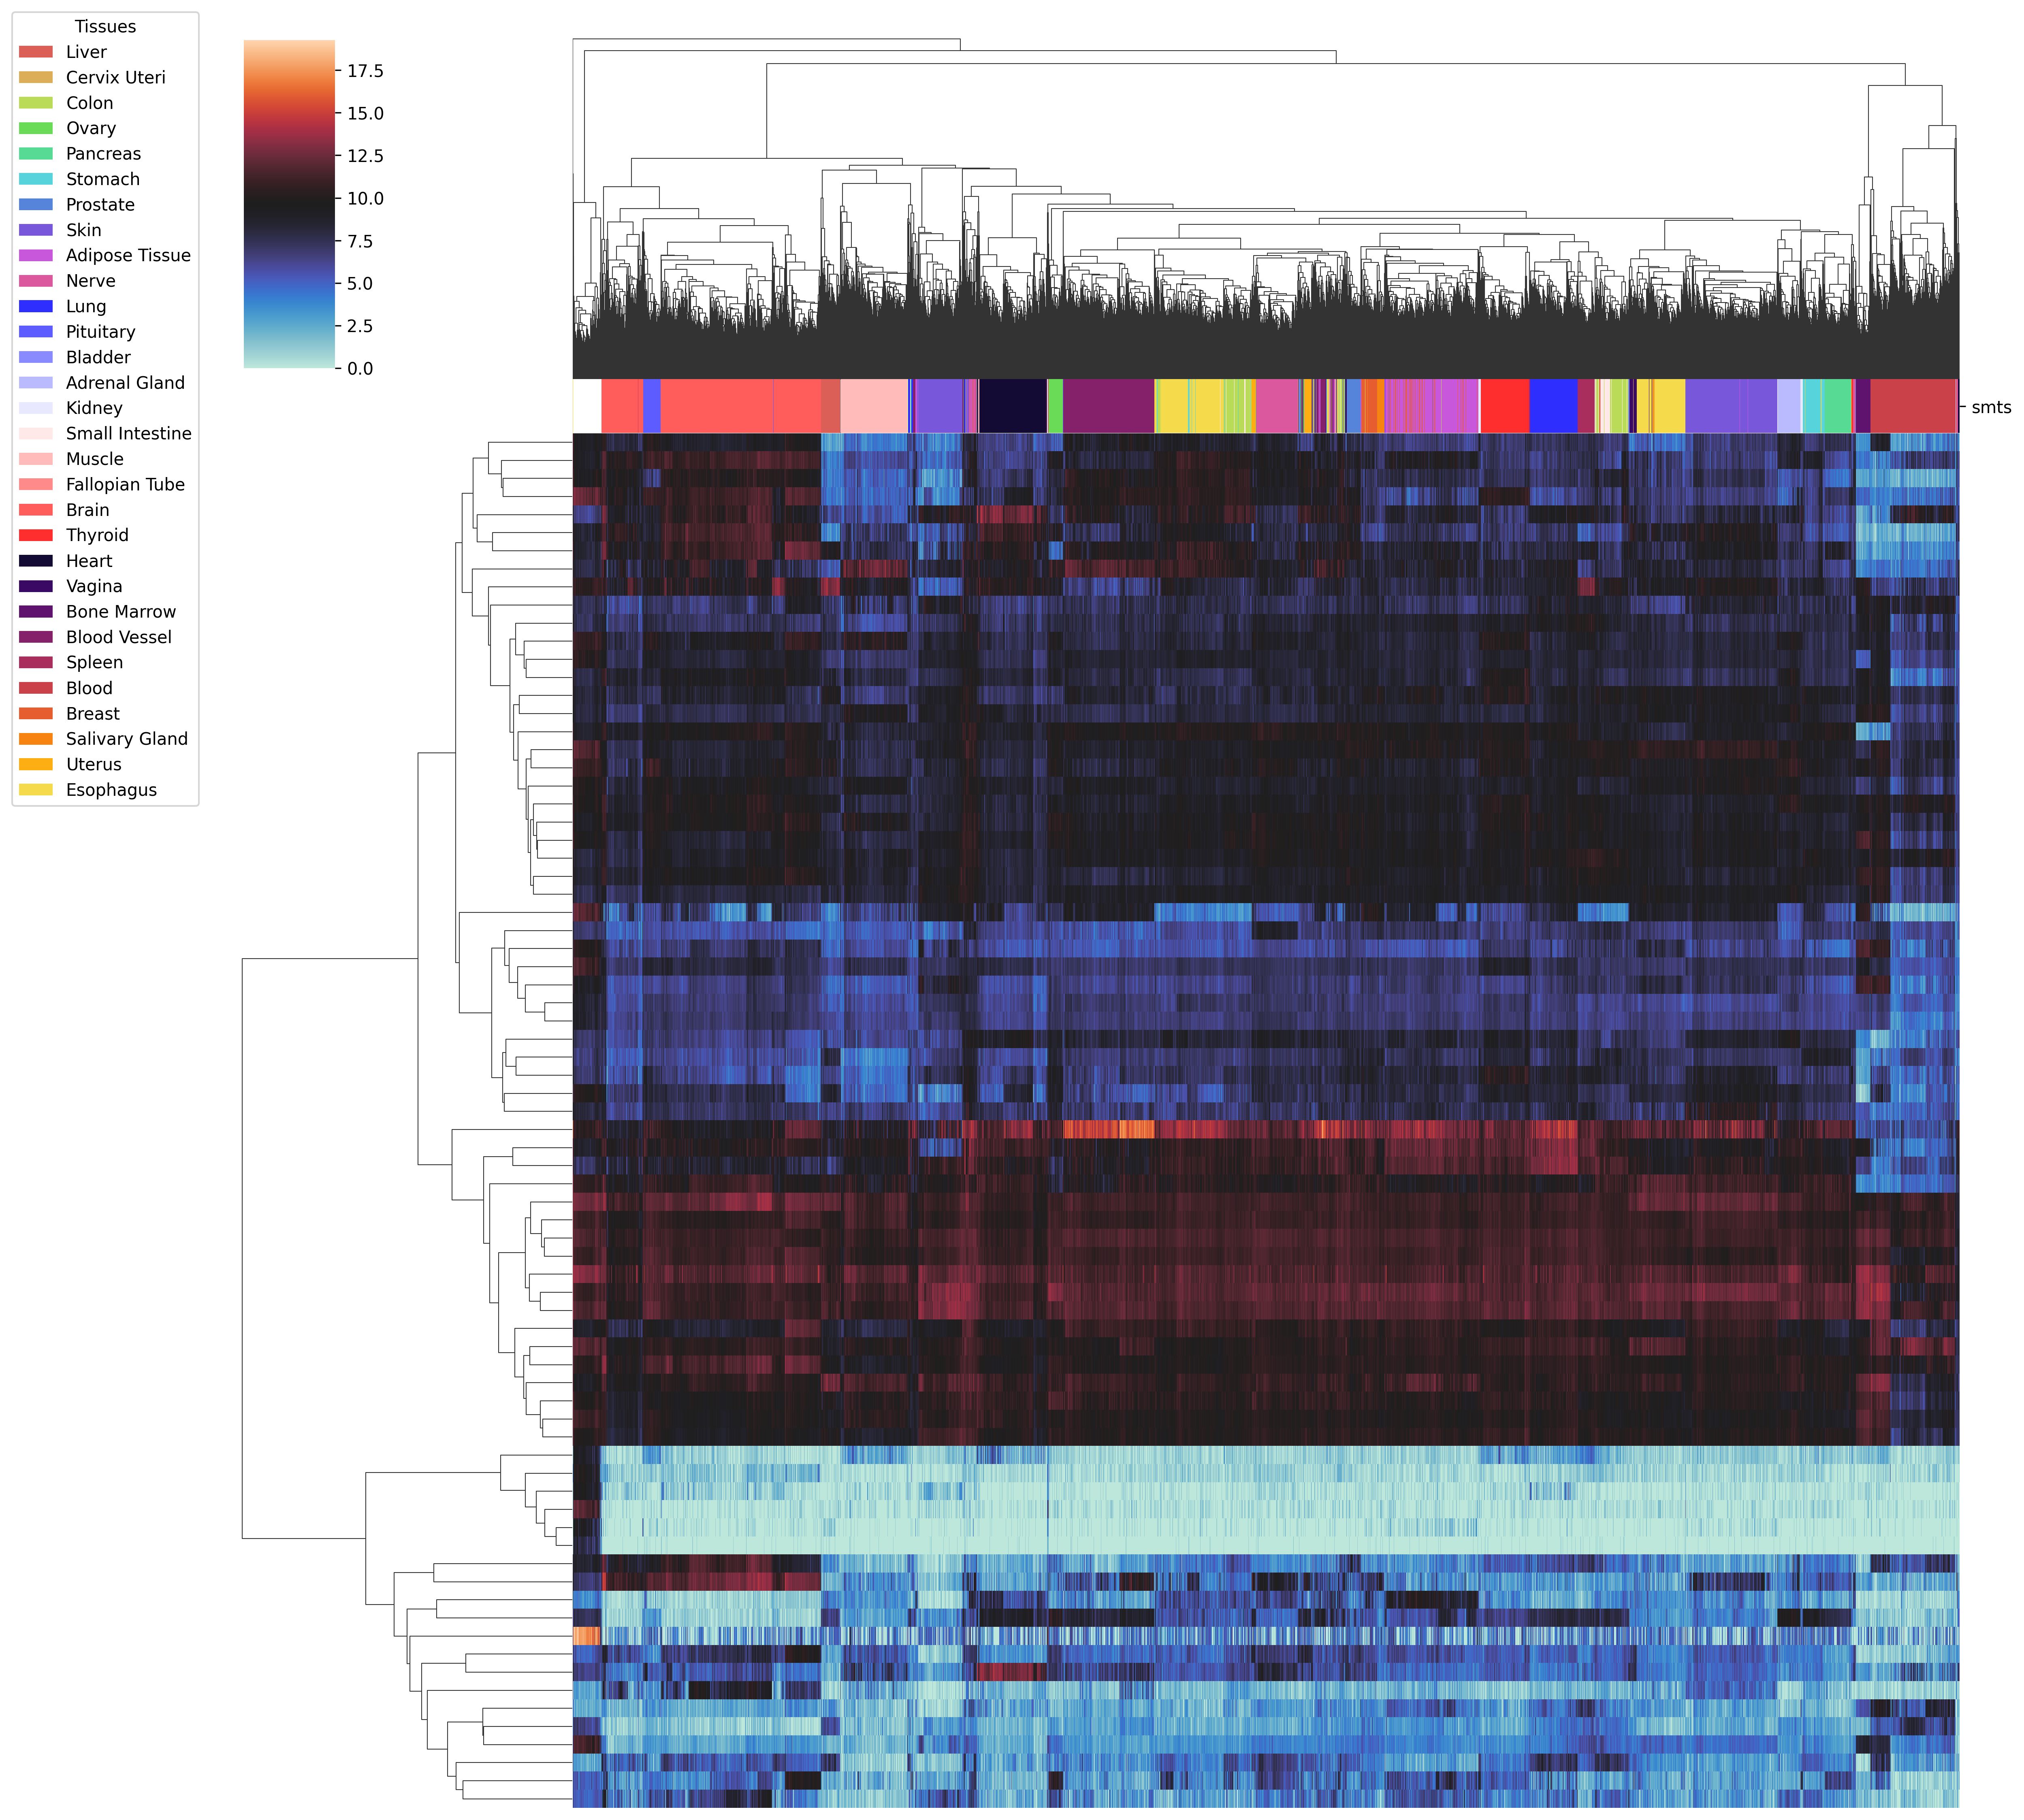 Tissues
Liver
Cervix Uteri
Colon
Ovary
Pancreas
Stomach
Prostate
Skin
Adipose Tissue
Nerve
Lung
Pituitary
Bladder
Adrenal Gland
Kidney
Small Intestine
Muscle
Fallopian Tube
Brain
Thyroid
Heart
Vagina
Bone Marrow
Blood Vessel
Spleen
Blood
Breast
Salivary Gland
Uterus
Esophagus
17.5
15.0
12.5
10.0
7.5
5.0
2.5
0.0
smts